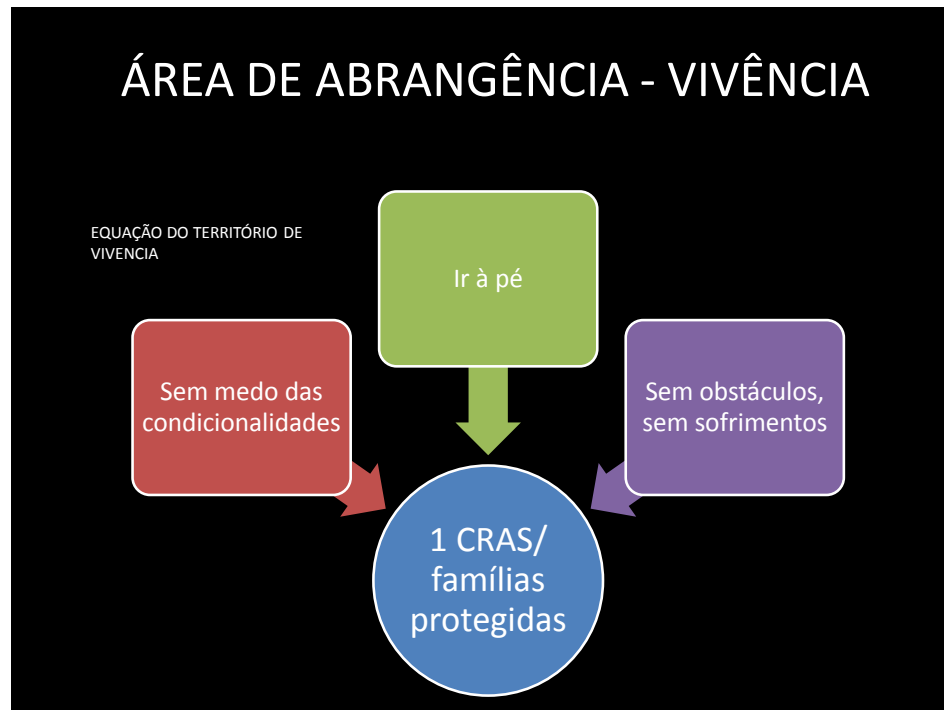 ÁREA DE ABRANGÊNCIA - VIVÊNCIA
EQUAÇÃO DO TERRITÓRIO DE
VIVENCIA
Ir à pé
Sem medo das
condicionalidades
Sem obstáculos,
sem sofrimentos
1 CRAS/
famílias
protegidas